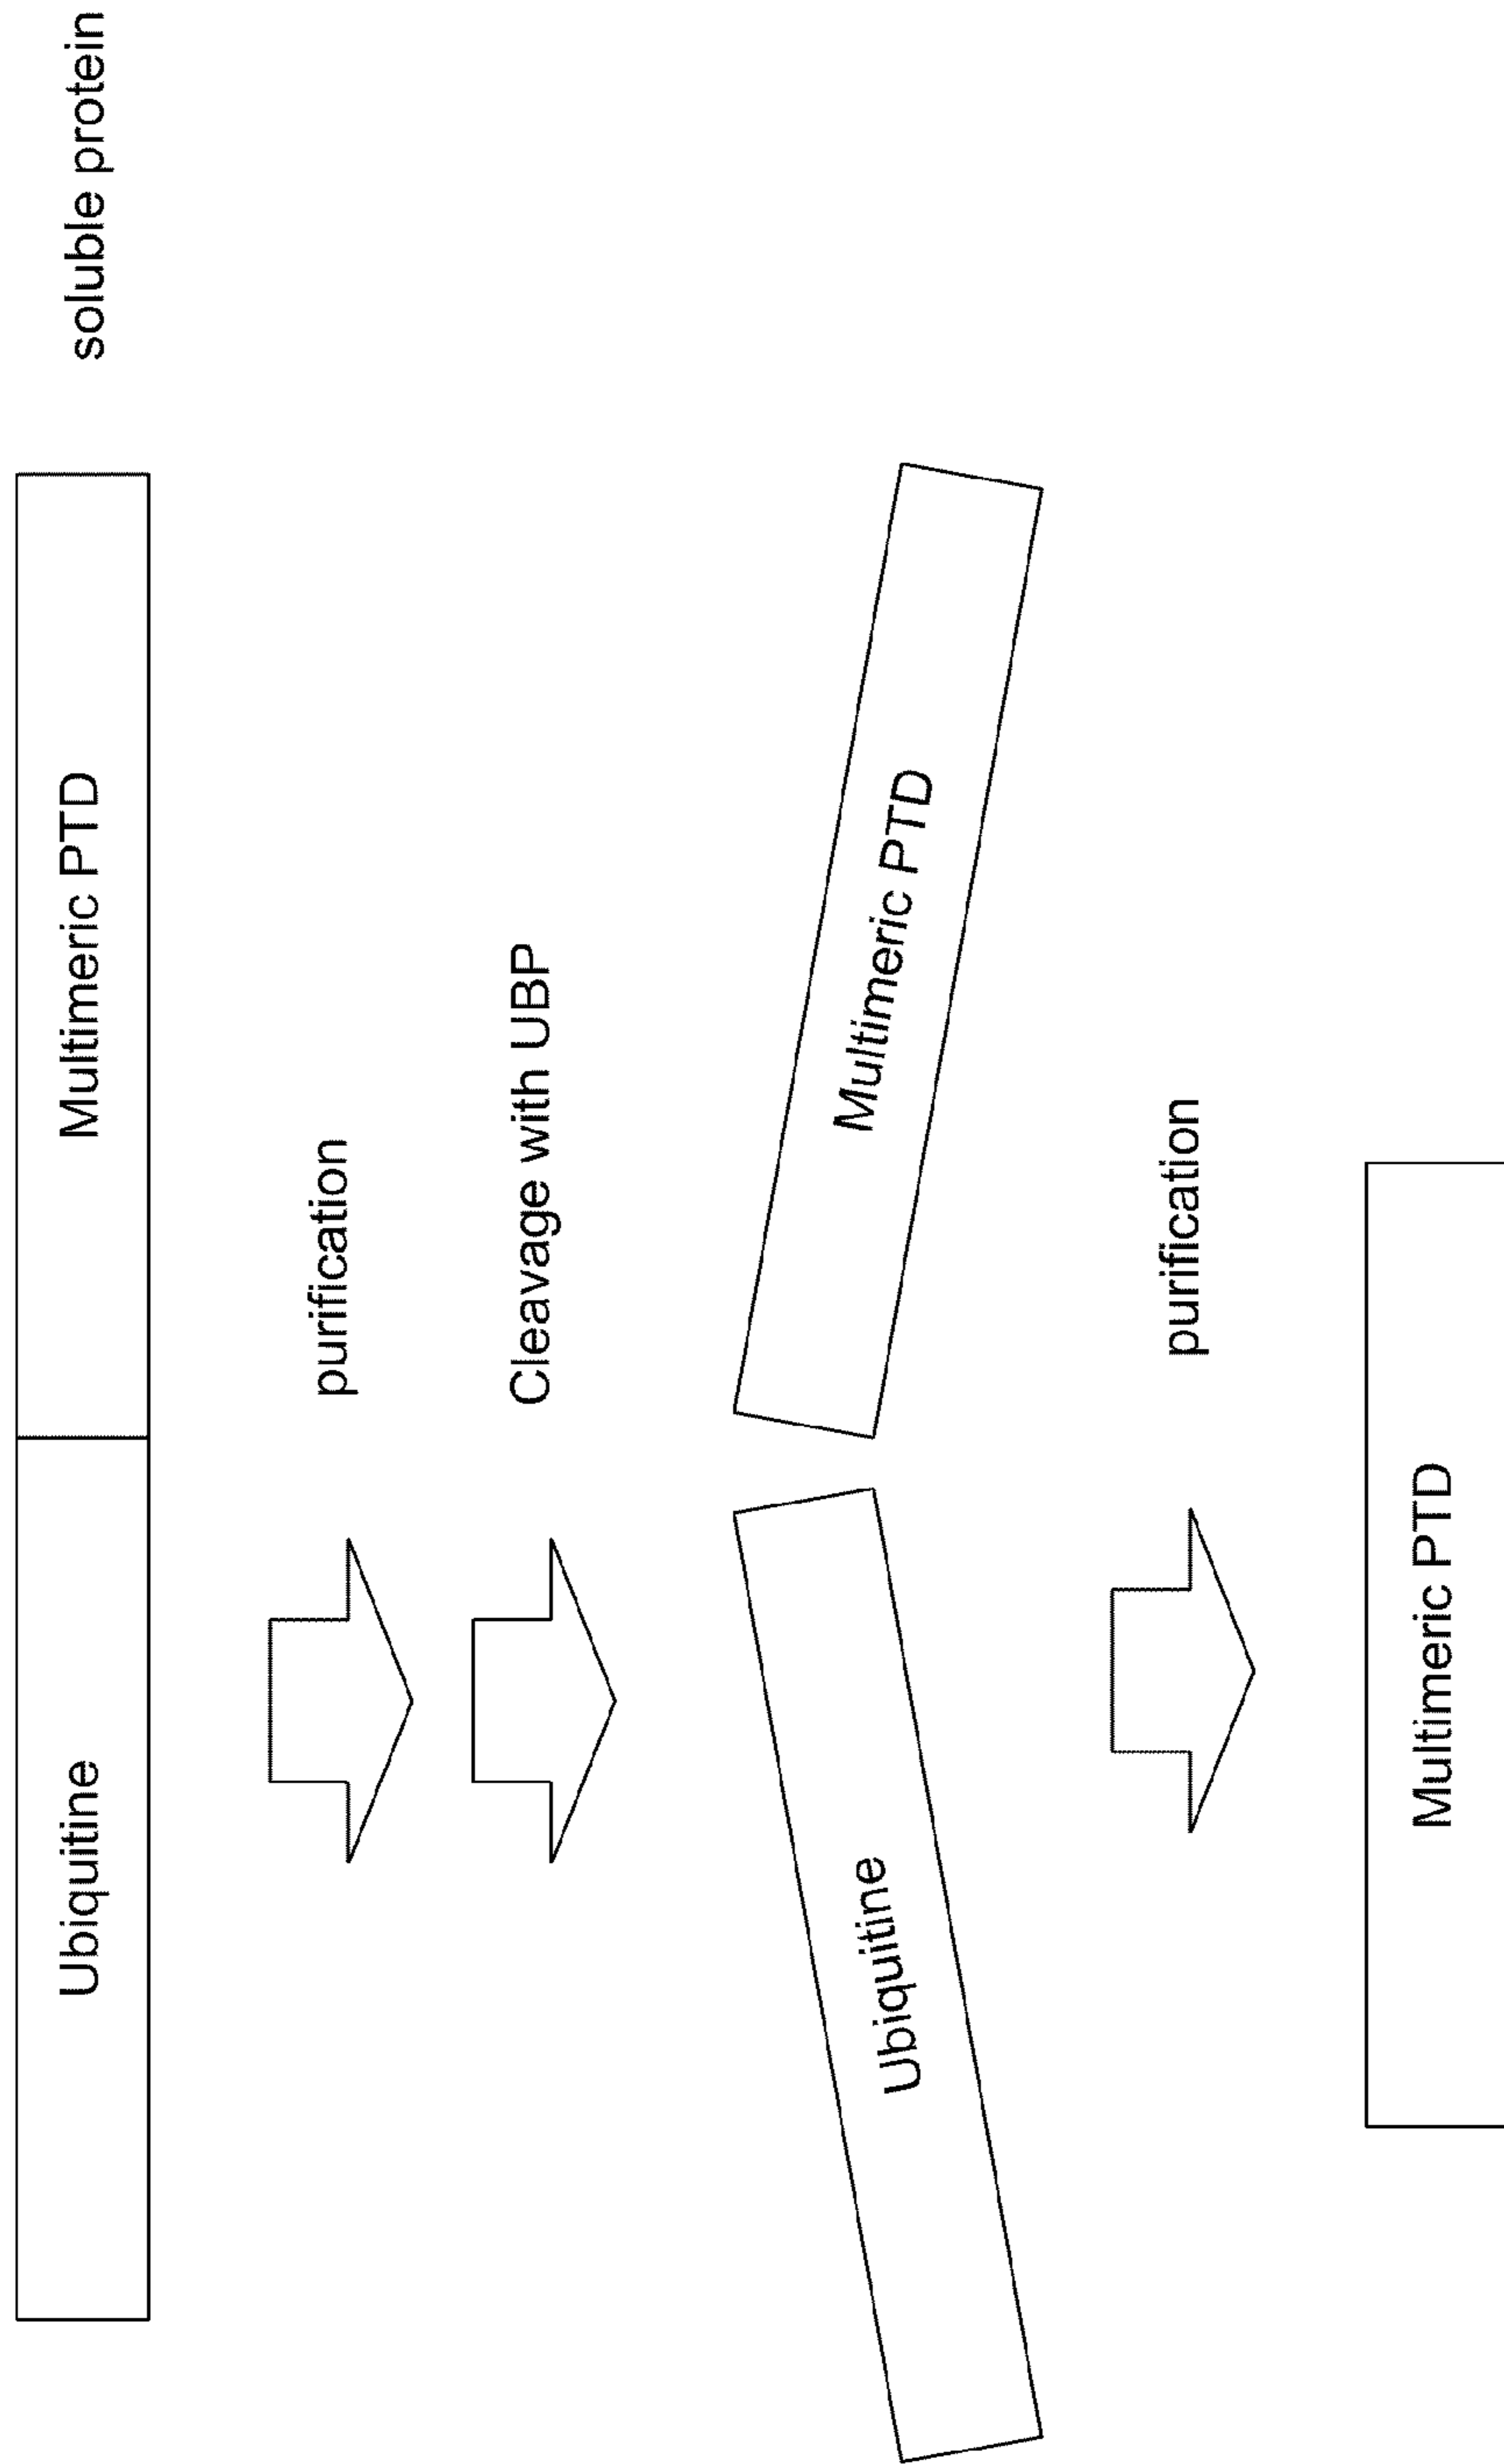 Ubiquitine
Multimeric PTD
soluble protein
purification
Cleavage with UBP
Ubiquitine
Multimeric PTD
purification
Multimeric PTD